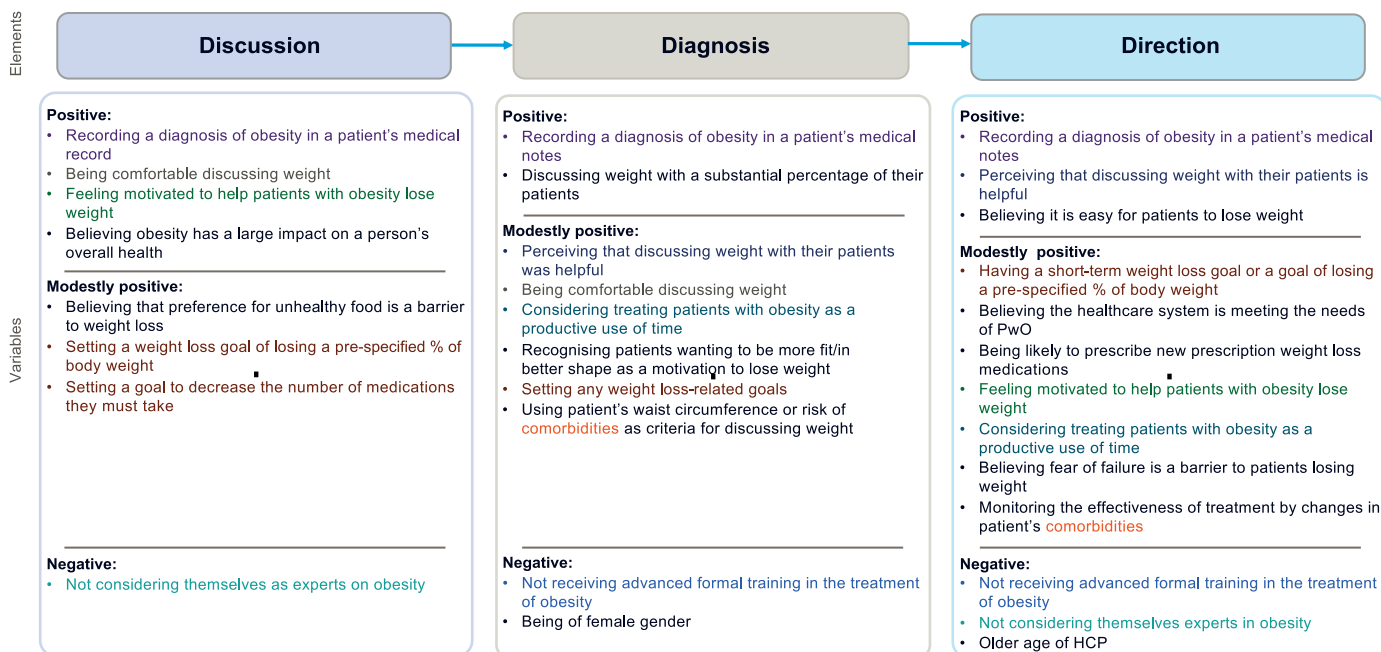 Elements
Discussion
Diagnosis
Direction
Variables
Positive:
• Recording a diagnosis of obesity in a patient’s medical
record
• Being comfortable discussing weight
• Feeling motivated to help patients with obesity lose
weight
• Believing obesity has a large impact on a person’s
overall health
Modestly positive:
• Believing that preference for unhealthy food is a barrier
to weight loss
• Setting a weight loss goal of losing a pre-specified % of
body weight
• Setting a goal to decrease the number of medications
they must take
Negative:
• Not considering themselves as experts on obesity
Positive:
• Recording a diagnosis of obesity in a patient’s medical
notes
• Discussing weight with a substantial percentage of their
patients
Modestly positive:
• Perceiving that discussing weight with their patients
was helpful
• Being comfortable discussing weight
• Considering treating patients with obesity as a
productive use of time
• Recognising patients wanting to be more fit/in
better shape as a motivation to lose weight
• Setting any weight loss-related goals
• Using patient’s waist circumference or risk of
comorbidities as criteria for discussing weight
Negative:
• Not receiving advanced formal training in the treatment
of obesity
• Being of female gender
Positive:
• Recording a diagnosis of obesity in a patient’s medical
notes
• Perceiving that discussing weight with their patients is
helpful
• Believing it is easy for patients to lose weight
Modestly positive:
• Having a short-term weight loss goal or a goal of losing
a pre-specified % of body weight
• Believing the healthcare system is meeting the needs
of PwO
• Being likely to prescribe new prescription weight loss
medications
• Feeling motivated to help patients with obesity lose
weight
• Considering treating patients with obesity as a
productive use of time
• Believing fear of failure is a barrier to patients losing
weight
• Monitoring the effectiveness of treatment by changes in
patient’s comorbidities
Negative:
• Not receiving advanced formal training in the treatment
of obesity
• Not considering themselves experts in obesity
• Older age of HCP